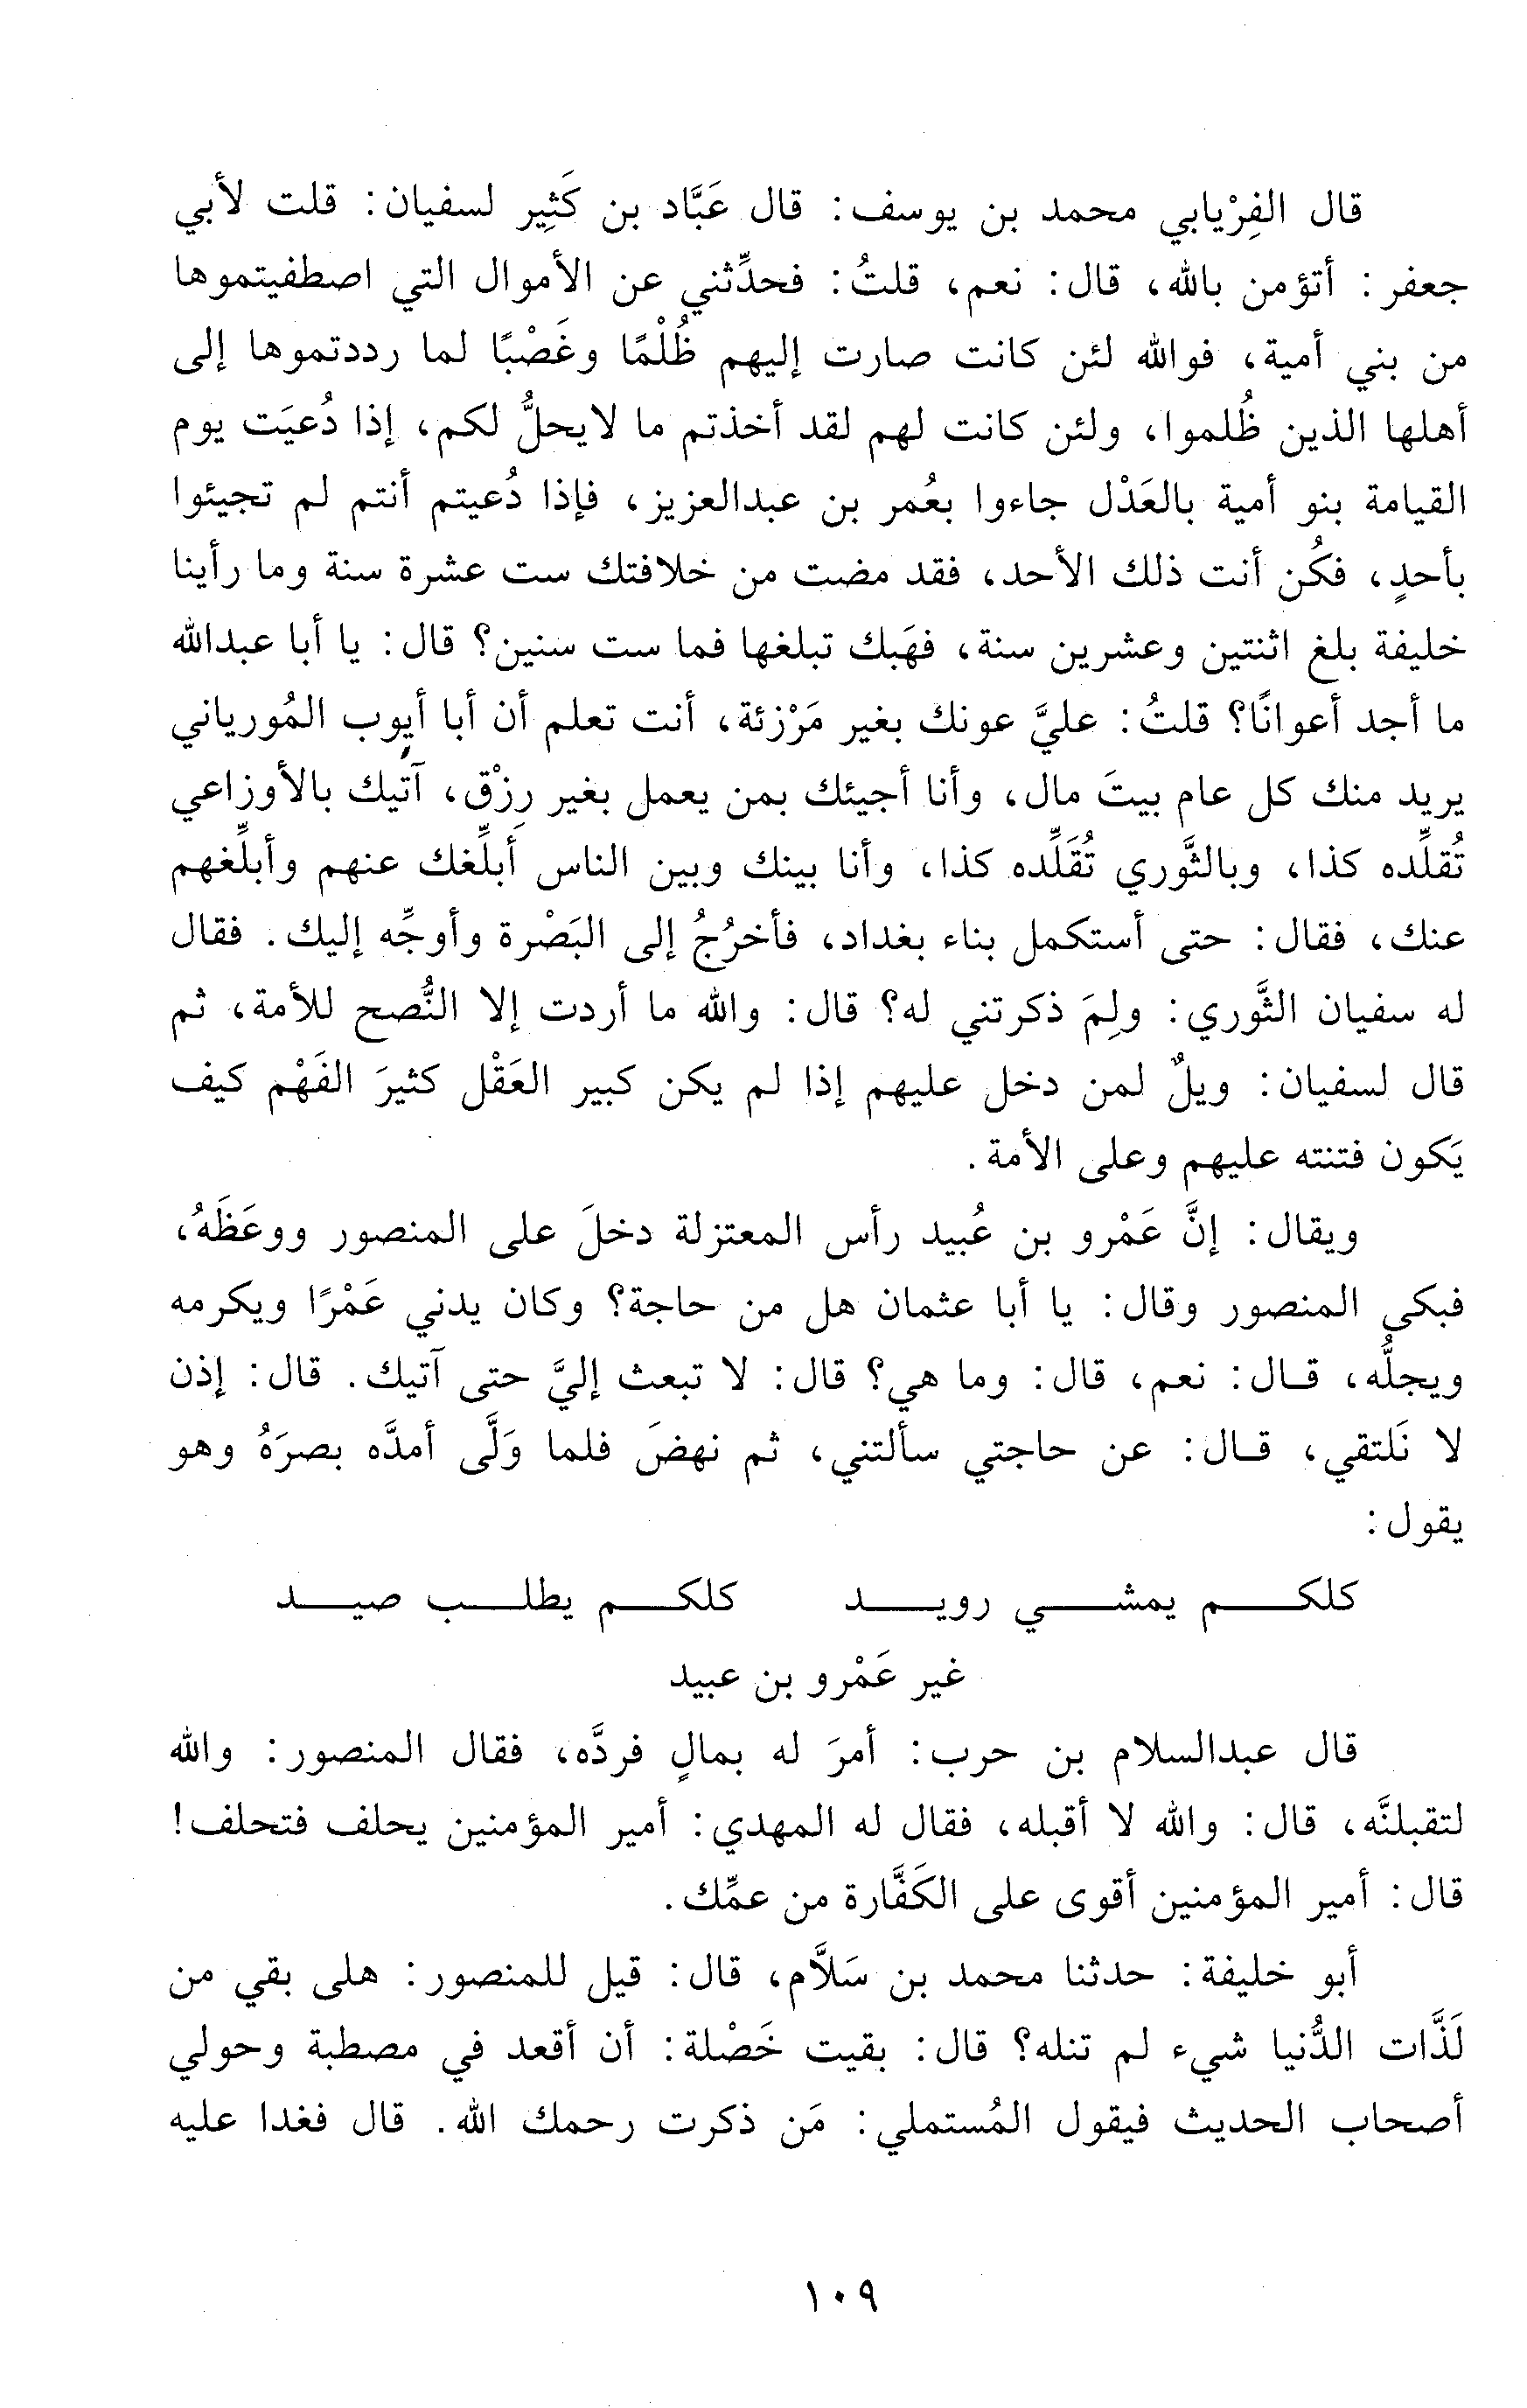 قال الفِرْيابي محمد بن يوسف: قال عَبَّاد بن كَثِير لسفيان: قلت لأبي
جعفر: أتؤمن بالله، قال: نعم، قلتُ: فحدِّثني عن الأموال التي اصطفيتموها
من بني أمية، فوالله لئن كانت صارت إليهم ظُلْمًا وغَصْبًا لما رددتموها إلى
أهلها الذين ظُلموا، ولئن كانت لهم لقد أخذتم ما لايحلُّ لكم، إذا دُعيَت يوم
القيامة بنو أمية بالعَدْل جاءوا بعُمر بن عبدالعزيز، فإذا دُعيتم أنتم لم تجيئوا
بأحدٍ، فكُن أنت ذلك الأحد، فقد مضت من خلافتك ست عشرة سنة وما رأينا
خليفة بلغ اثنتين وعشرين سنة، فهَبك تبلغها فما ست سنين؟ قال: يا أبا عبدالله
ما أجد أعوانًا؟ قلتُ: عليَّ عونك بغير مَرْزئة، أنت تعلم أن أبا أيوب المُورياني
يريد منك كل عام بيتَ مال، وأنا أجيئك بمن يعمل بغير رِزْق، آتيك بالأوزاعي
تُقلِّده كذا، وبالثَّوري تُقَلِّده كذا، وأنا بينك وبين الناس أُبلِّغك عنهم وأبلِّغهم
عنك، فقال: حتى أستكمل بناء بغداد، فأخرُجُ إلى البَصْرة وأوجِّه إليك. فقال
له سفيان الثَّوري: ولِمَ ذكرتني له؟ قال: والله ما أردت إلا النُّصح للأمة، ثم
قال لسفيان: ويلٌ لمن دخل عليهم إذا لم يكن كبير العَقْل كثيرَ الفَهْم كيف
يَكون فتنته عليهم وعلى الأمة.
ويقال: إنَّ عَمْرو بن عُبيد رأس المعتزلة دخلَ على المنصور ووعَظَهُ،
فبكى المنصور وقال: يا أبا عثمان هل من حاجة؟ وكان يدني عَمْرًا ويكرمه
ويجلُّه، قـال: نعم، قال: وما هي؟ قال: لا تبعث إليَّ حتى آتيك. قال: إذن
لا نَلتقي، قـال: عن حاجتي سألتني، ثم نهضَ فلما وَلَّى أمدَّه بصرَهُ وهو
يقول:
كلكـــم يمشـــي رويـــد كلكـــم يطلـــب صيـــد
غير عَمْرو بن عبيد
قال عبدالسلام بن حرب: أمرَ له بمالٍ فردَّه، فقال المنصور: والله
لتقبلنَّه، قال: والله لا أقبله، فقال له المهدي: أمير المؤمنين يحلف فتحلف!
قال: أمير المؤمنين أقوى على الكَفَّارة من عمِّك.
أبو خليفة: حدثنا محمد بن سَلاَّم، قال: قيل للمنصور: هلى بقي من
لَذَّات الدُّنيا شيء لم تنله؟ قال: بقيت خَصْلة: أن أقعد في مصطبة وحولي
أصحاب الحديث فيقول المُستملي: مَن ذكرت رحمك الله. قال فغدا عليه
١٠٩